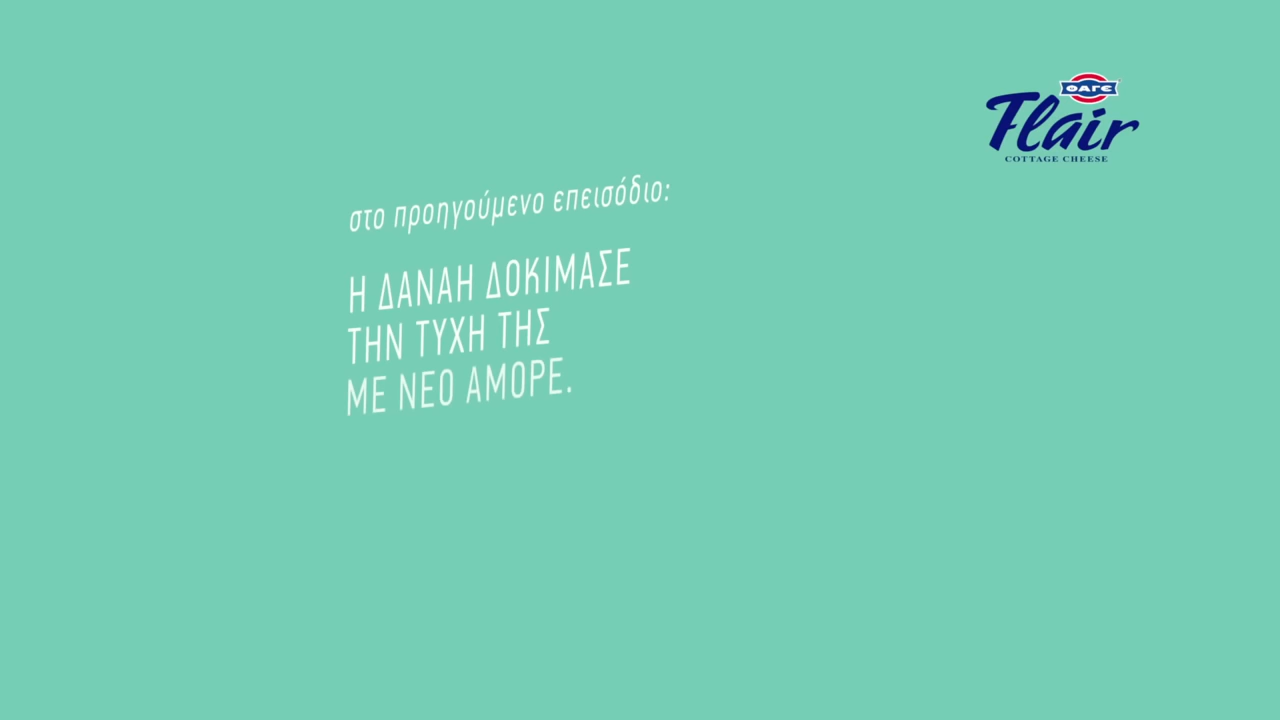 ΦΑΓΕ
Flair
COTTAGE CHEESE
στο προηγούμενο επεισόδιο:
Η ΔΑΝΑΗ ΔΟΚΙΜΑΣΕ
ΤΗΝ ΤΥΧΗ ΤΗΣ
ΜΕ ΝΕΟ ΑΜΟΡΕ.